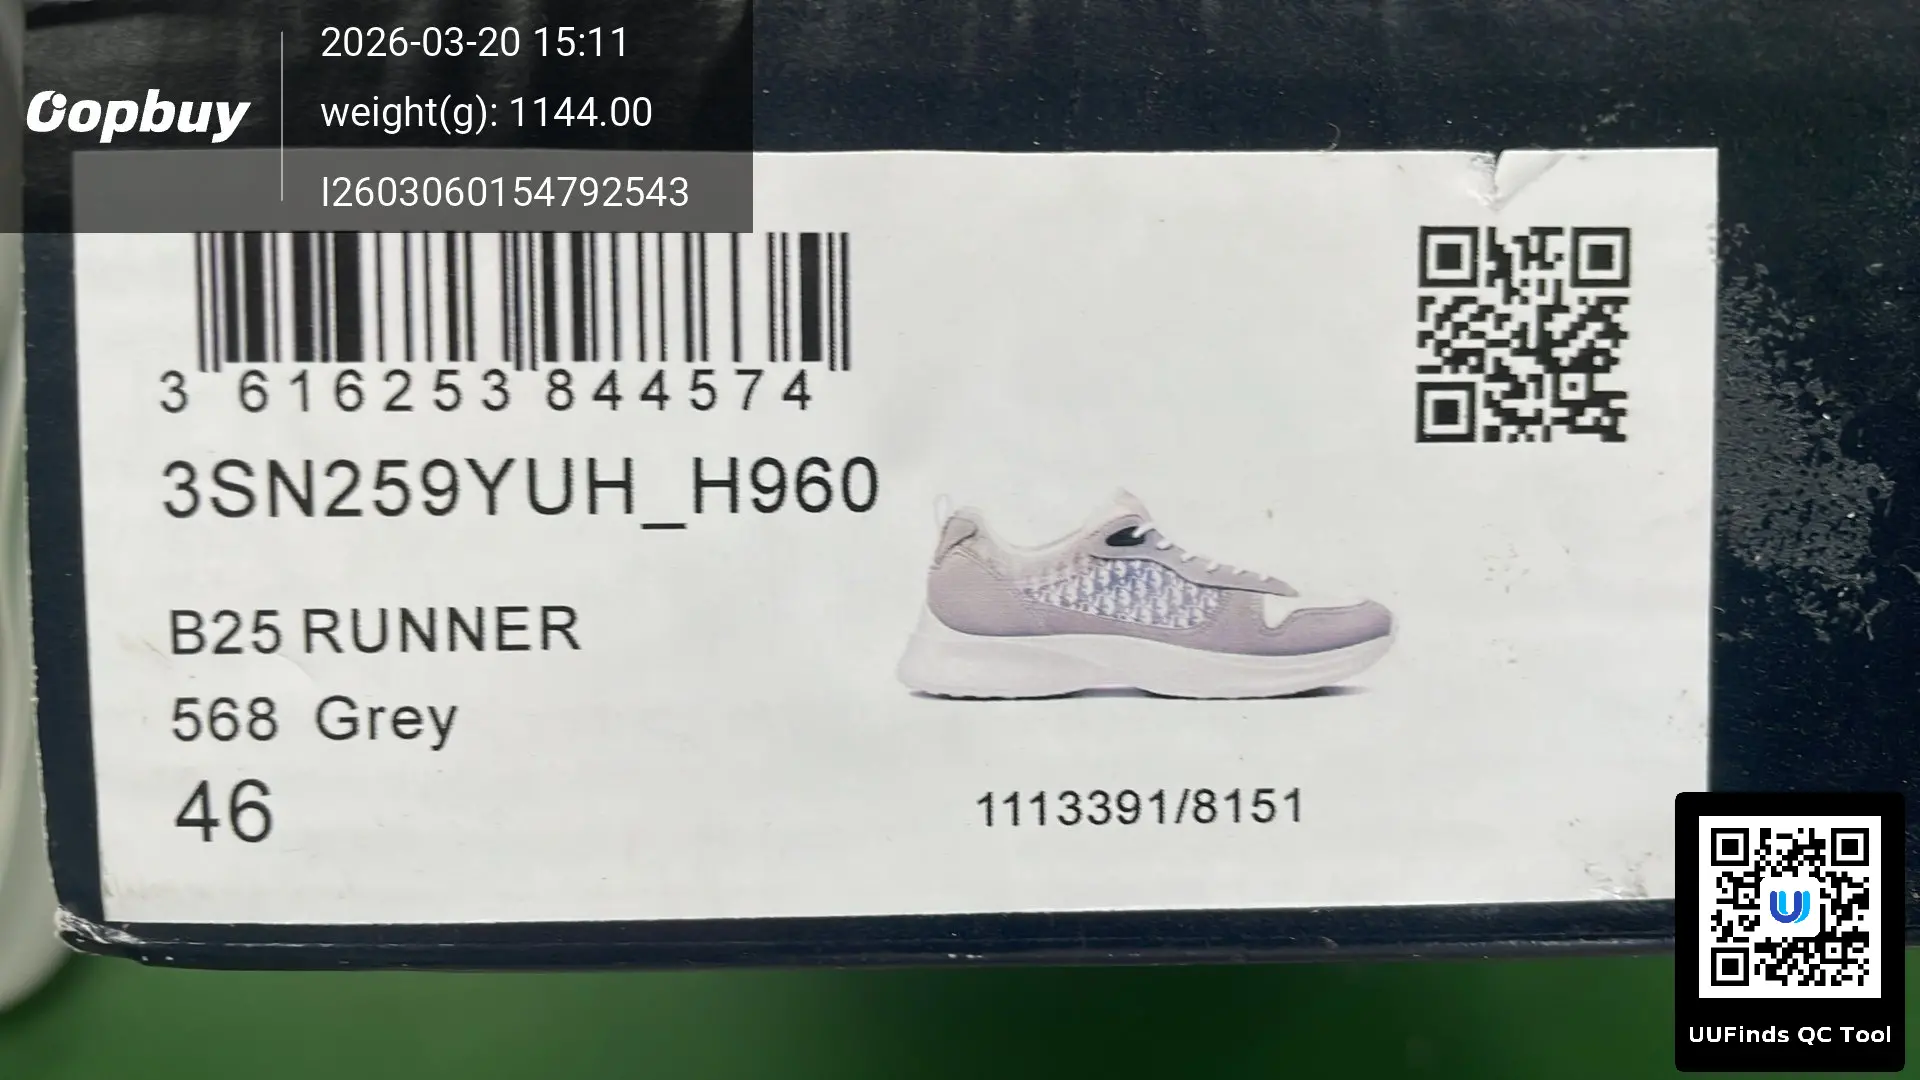 Oopbuy
2026-03-20 15:11
weight(g): 1144.00
I2603060154792543
3 616253 844574
3SN259YUH_H960
B25 RUNNER
568 Grey
46
1113391/8151
UUFinds QC Tool